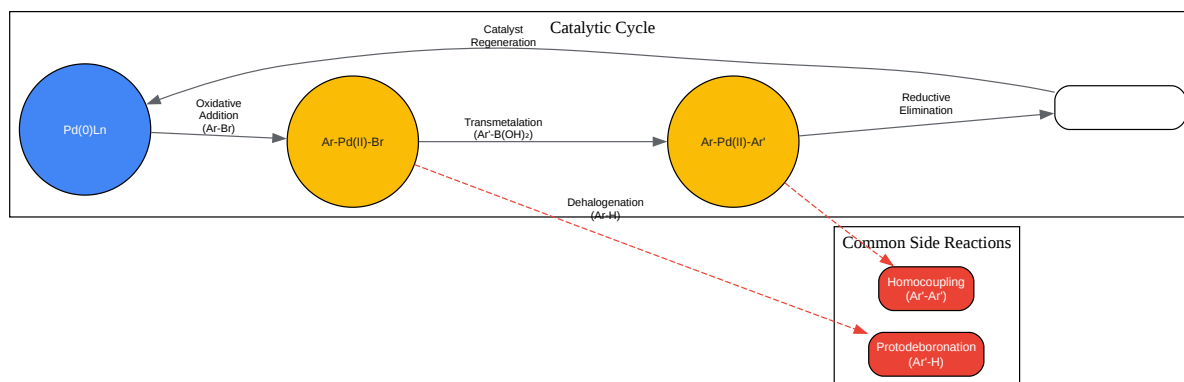 Catalytic Cycle
Catalyst
Regeneration
Pd(0)Ln
Oxidative
Addition
(Ar-Br)
Ar-Pd(II)-Br
Transmetalation
(Ar'-B(OH)₂)
Ar-Pd(II)-Ar'
Reductive
Elimination
Dehalogenation
(Ar-H)
Common Side Reactions
Homocoupling
(Ar'-Ar')
Protodeboronation
(Ar'-H)